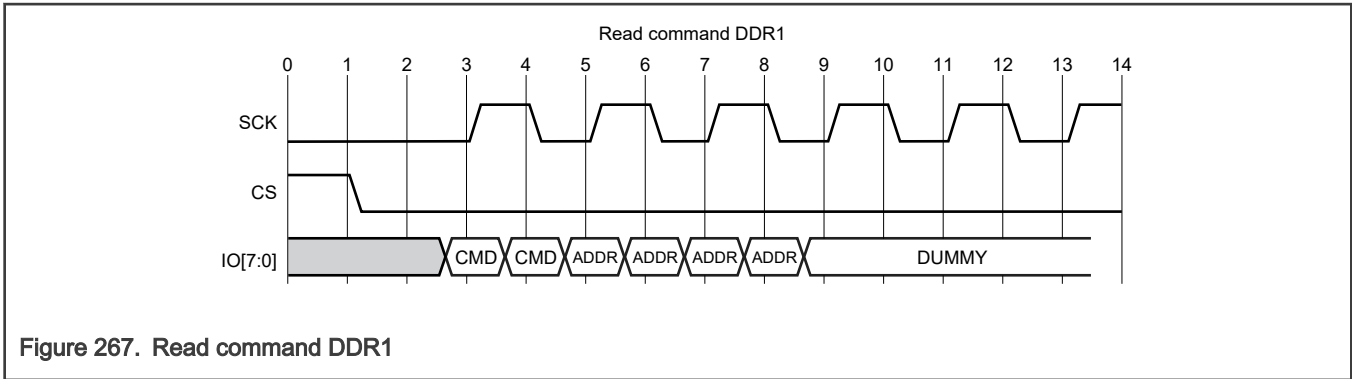 Read command DDR1
0 1 2 3 4 5 6 7 8 9 10 11 12 13 14
SCK
CS
IO[7:0] CMD CMD ADDR ADDR ADDR ADDR DUMMY
Figure 267. Read command DDR1